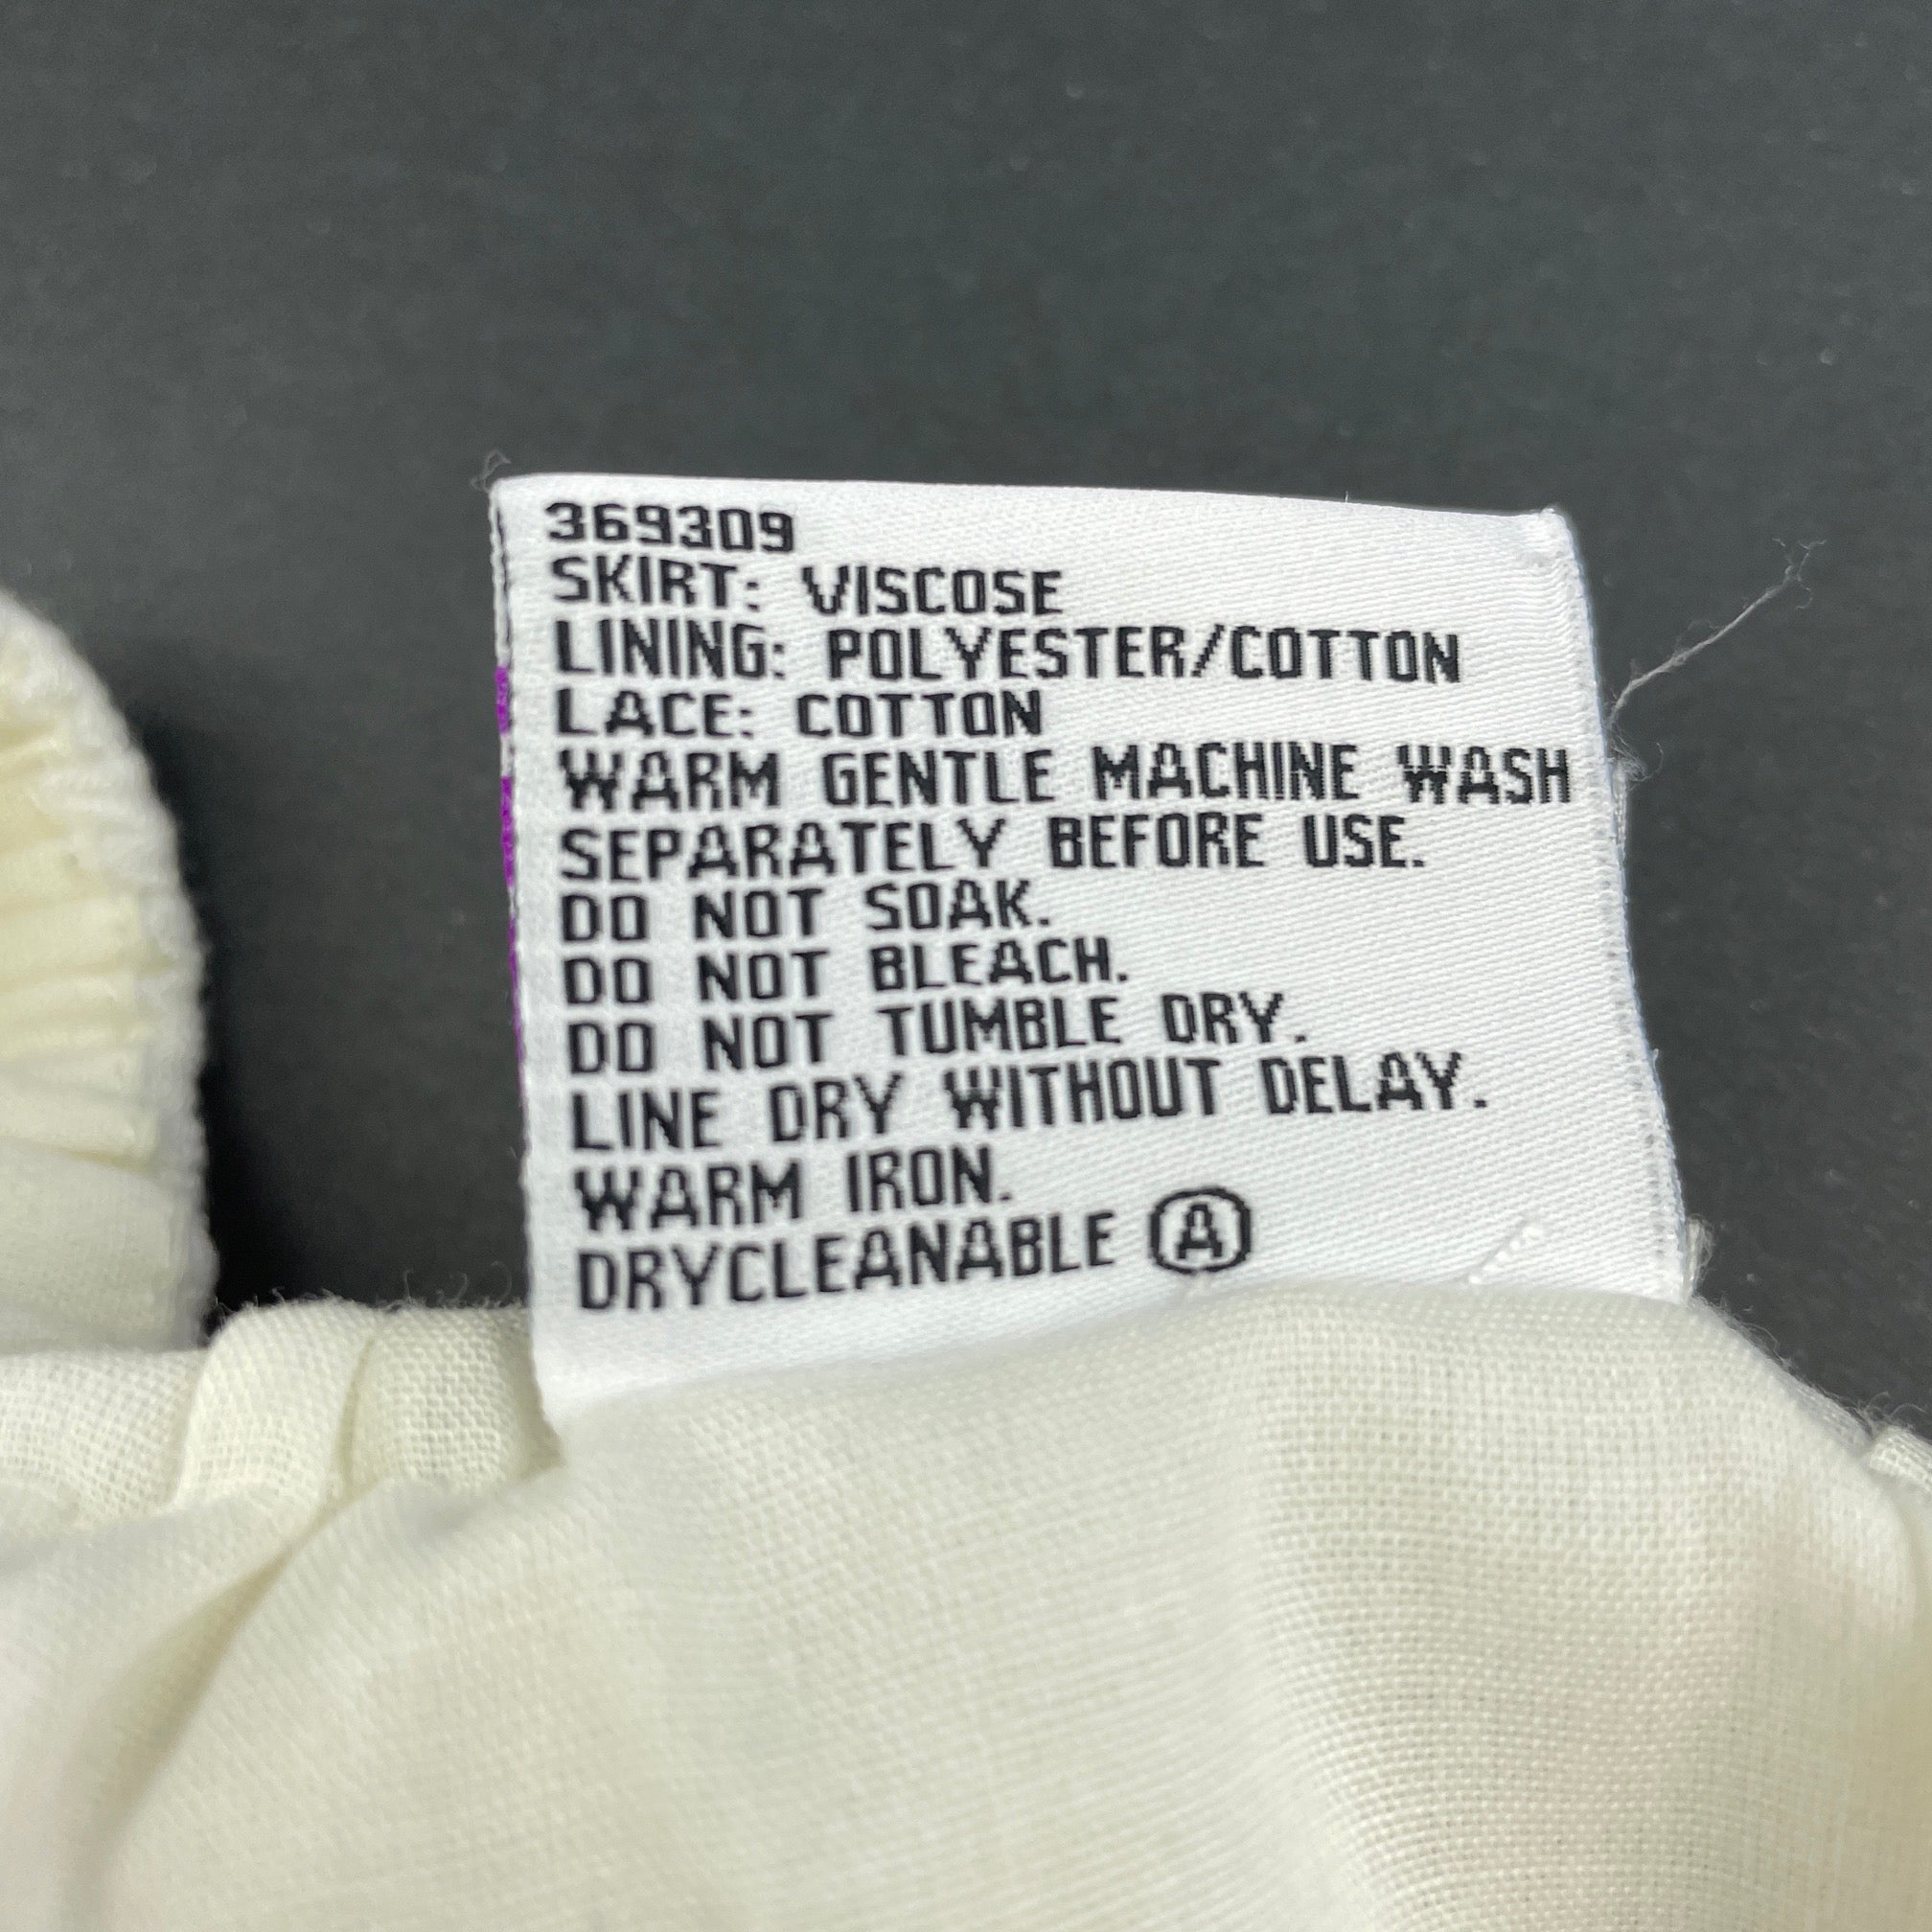 369309
SKIRT: VISCOSE
LINING: POLYESTER/COTTON
LACE: COTTON
WARM GENTLE MACHINE WASH
SEPARATELY BEFORE USE.
DO NOT SOAK.
DO NOT BLEACH.
DO NOT TUMBLE DRY.
LINE DRY WITHOUT DELAY.
WARM IRON.
DRYCLEANABLE Ⓐ